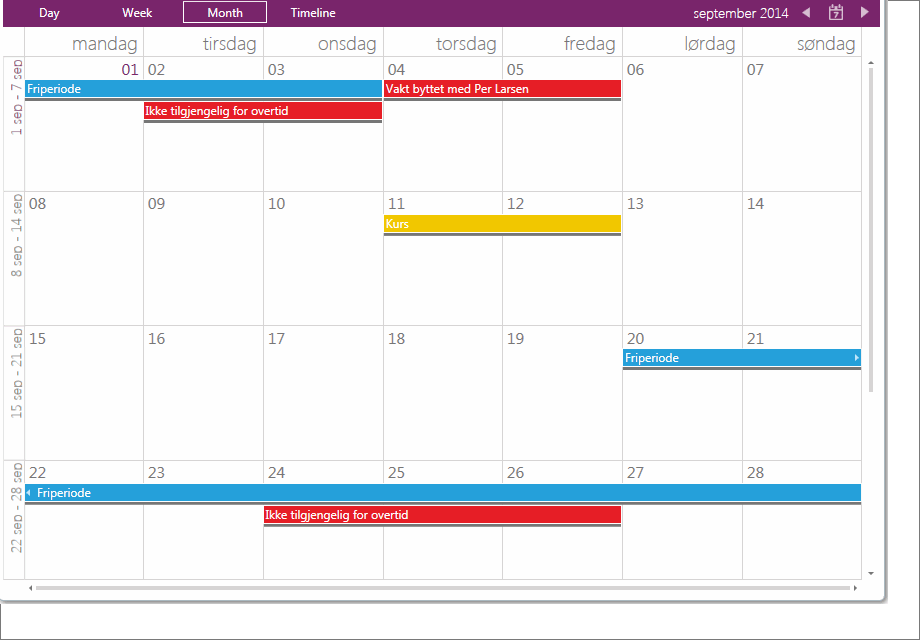 Day Week Month Timeline september 2014 7
mandag tirsdag onsdag torsdag fredag lørdag søndag
1 sep - 7 sep
01 02 03 04 05 06 07
Friperiode Vakt byttet med Per Larsen
Ikke tilgjengelig for overtid
8 sep - 14 sep
08 09 10 11 12 13 14
Kurs
15 sep - 21 sep
15 16 17 18 19 20 21
Friperiode
22 sep - 28 sep
22 23 24 25 26 27 28
Friperiode
Ikke tilgjengelig for overtid